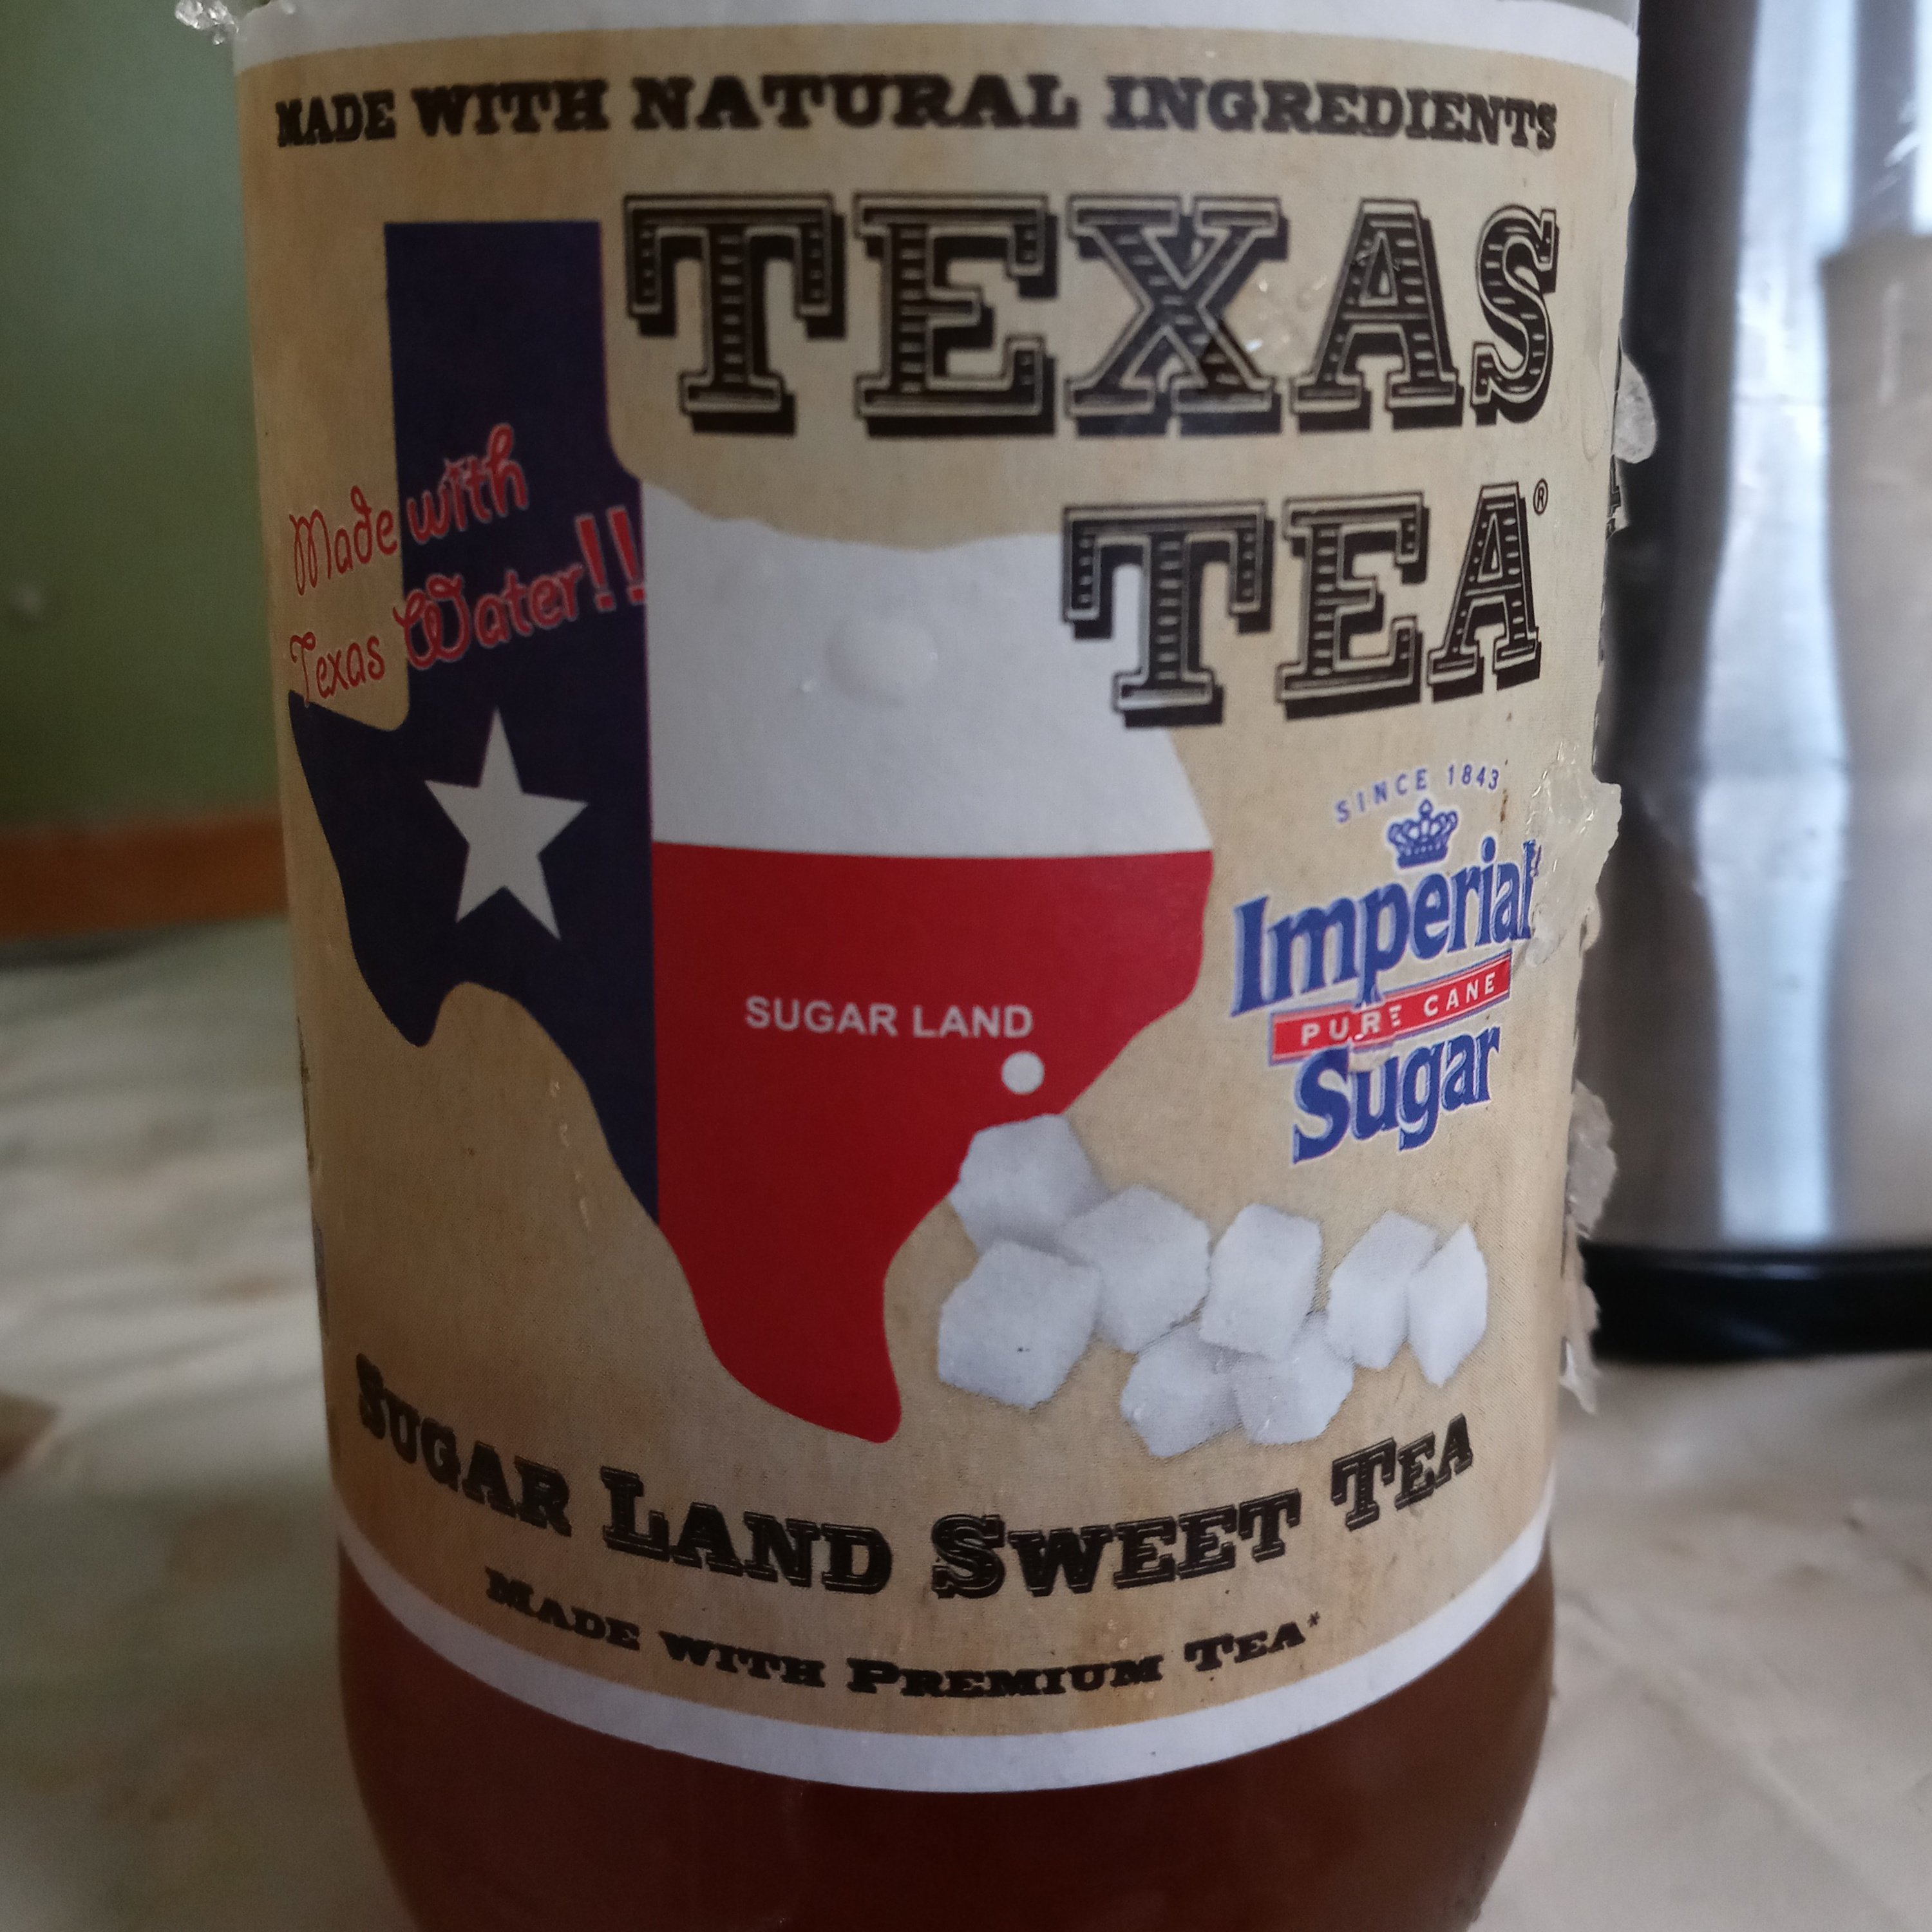 MADE WITH NATURAL INGREDIENTS
TEXAS
TEA®
Made with
Texas Water!!
SINCE 1843
Imperial
PURE CANE
Sugar
SUGAR LAND
SUGAR LAND SWEET TEA
MADE WITH PREMIUM TEA*